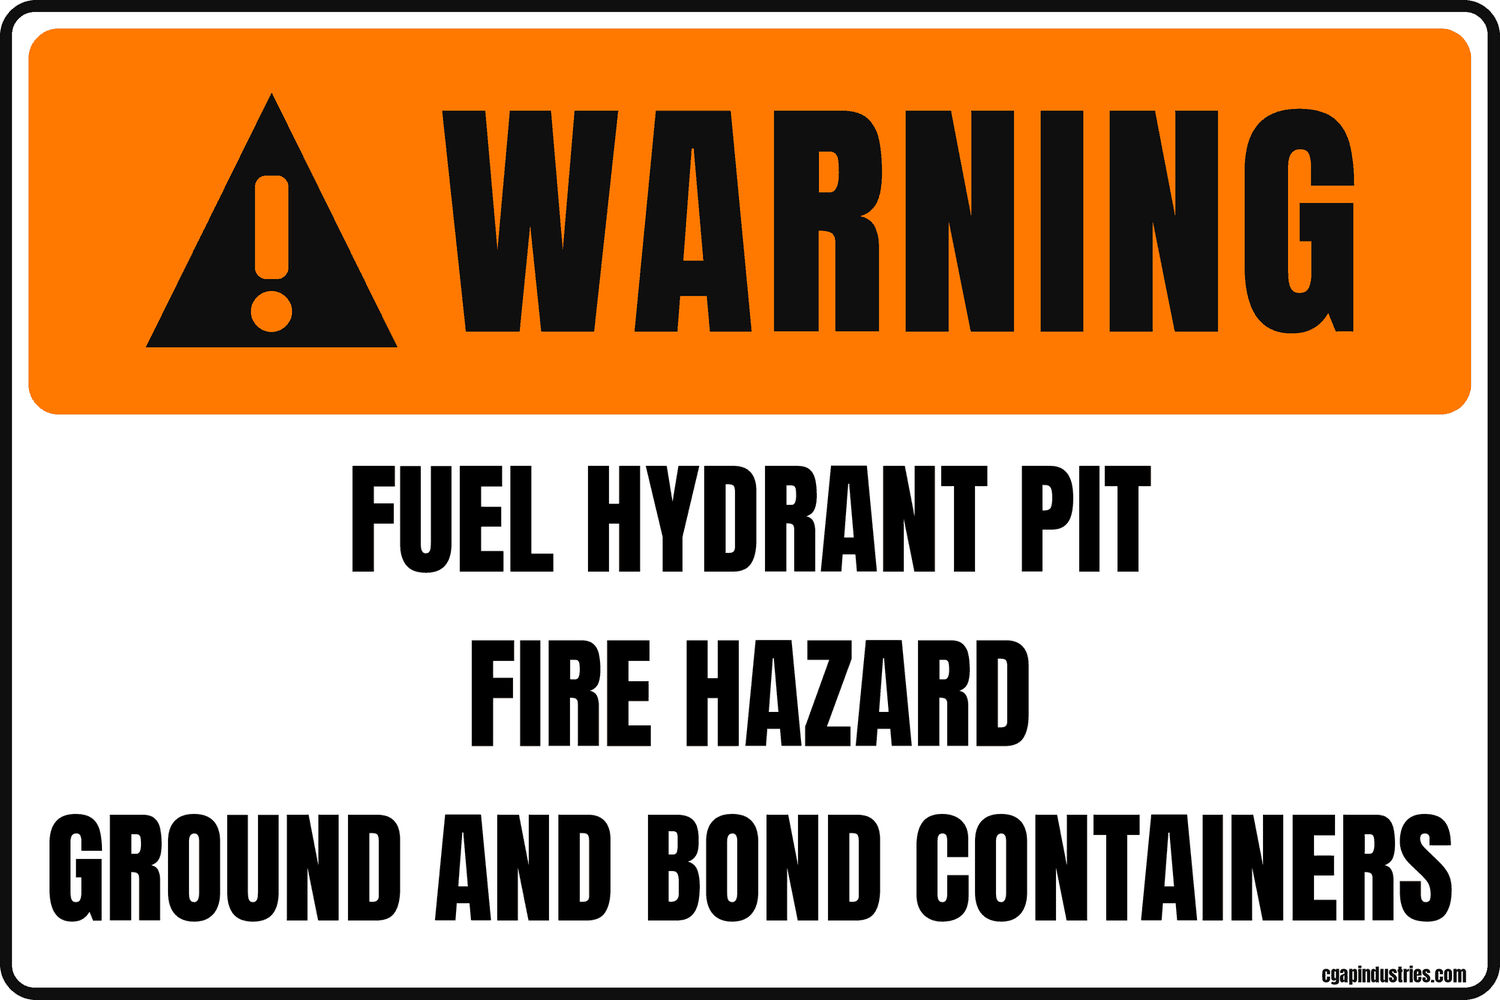 WARNING
FUEL HYDRANT PIT
FIRE HAZARD
GROUND AND BOND CONTAINERS
cgapindustries.com